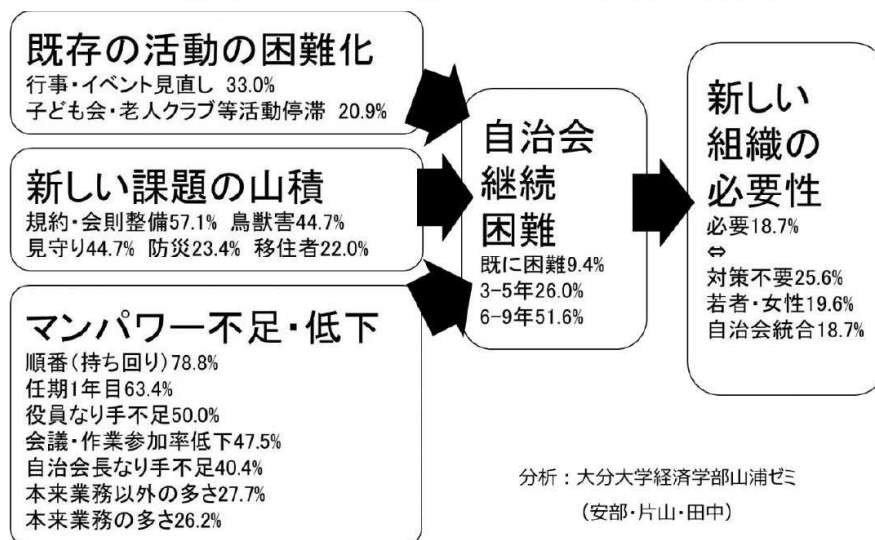 既存の活動の困難化
行事・イベント見直し 33.0%
子ども会・老人クラブ等活動停滞 20.9%
新しい課題の山積
規約・会則整備57.1% 鳥獣害44.7%
見守り44.7% 防災23.4% 移住者22.0%
マンパワー不足・低下
順番(持ち回り)78.8%
任期1年目63.4%
役員なり手不足50.0%
会議・作業参加率低下47.5%
自治会長なり手不足40.4%
本来業務以外の多さ27.7%
本来業務の多さ26.2%
自治会
継続
困難
既に困難9.4%
3-5年26.0%
6-9年51.6%
新しい
組織の
必要性
必要18.7%
⇔
対策不要25.6%
若者・女性19.6%
自治会統合18.7%
分析：大分大学経済学部山浦ゼミ
(安部・片山・田中)